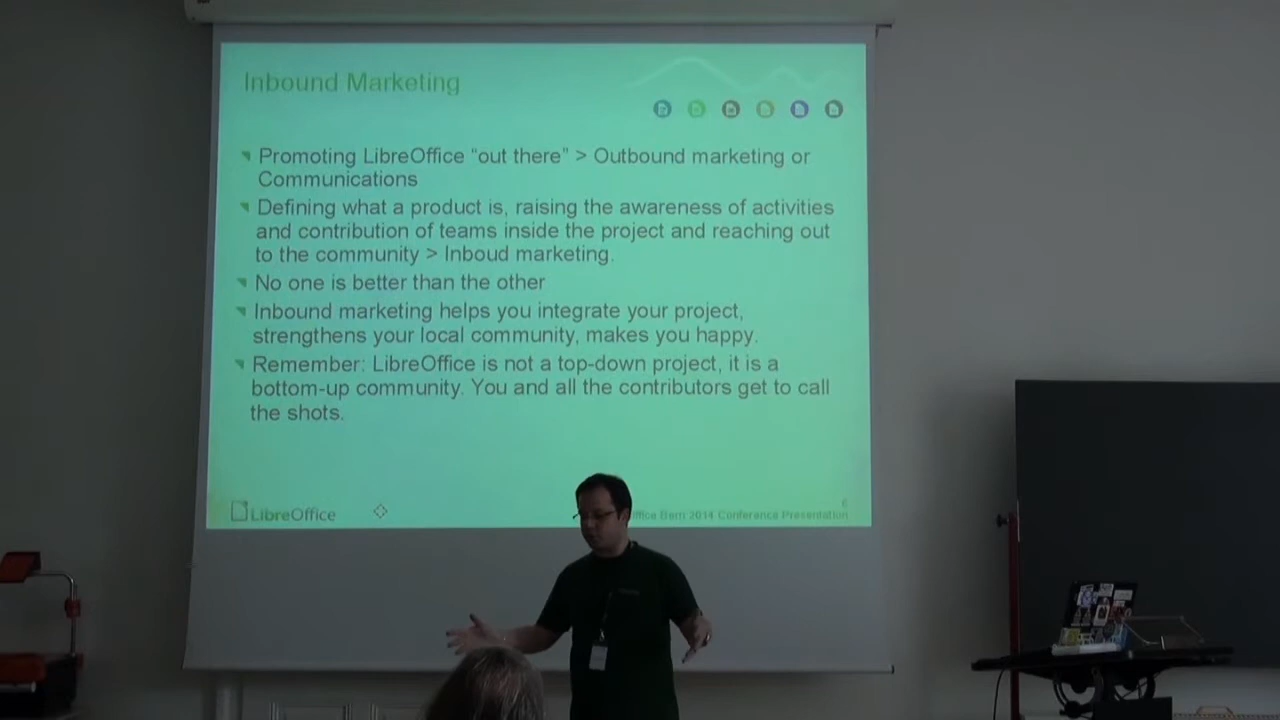 Inbound Marketing
Promoting LibreOffice “out there” > Outbound marketing or
Communications
Defining what a product is, raising the awareness of activities
and contribution of teams inside the project and reaching out
to the community > Inboud marketing.
No one is better than the other
Inbound marketing helps you integrate your project,
strengthens your local community, makes you happy.
Remember: LibreOffice is not a top-down project, it is a
bottom-up community. You and all the contributors get to call
the shots.
6
LibreOffice
ffice Bern 2014 Conference Presentation